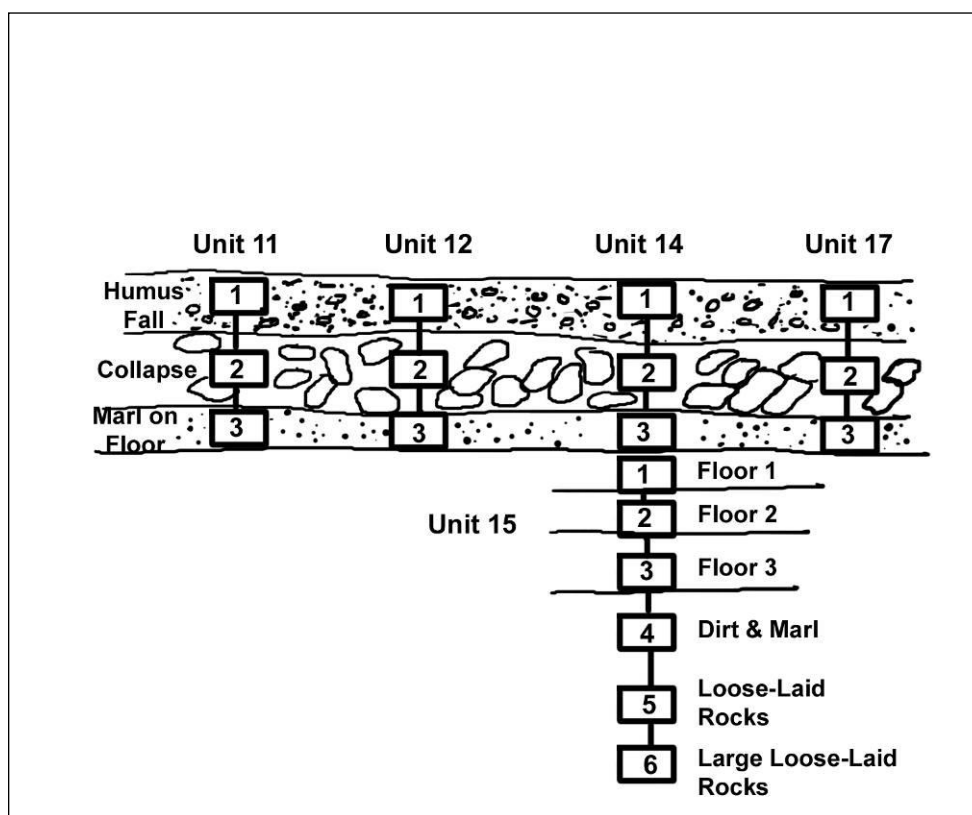 Unit 11 Unit 12 Unit 14 Unit 17
Humus 1 1 1 1
Fall
Collapse 2 2 2 2
Marl on
Floor 3 3 3 3
1 Floor 1
Unit 15 2 Floor 2
3 Floor 3
4 Dirt & Marl
5 Loose-Laid
Rocks
6 Large Loose-Laid
Rocks